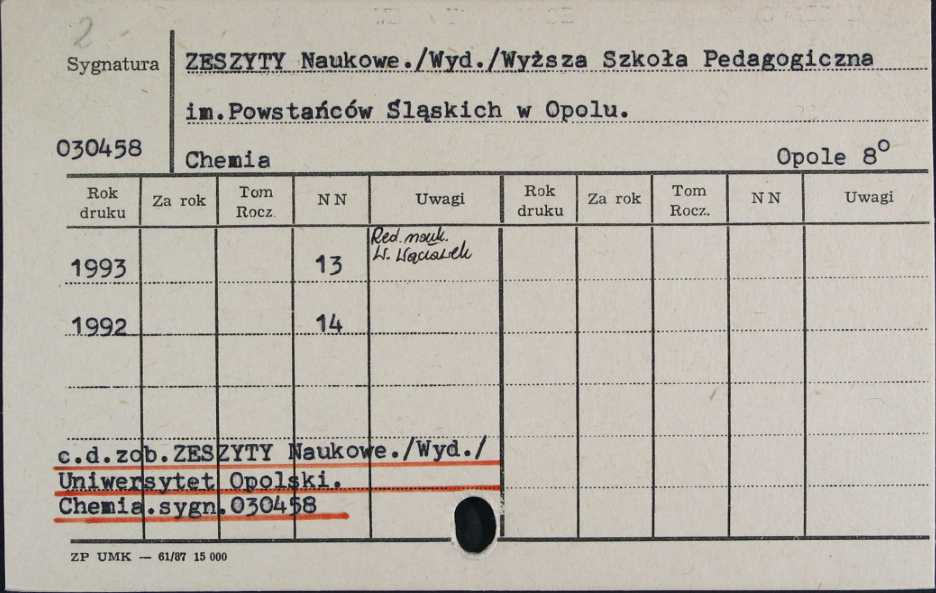 2
Sygnatura
ZESZYTY Naukowe./Wyd./Wyższa Szkoła Pedagogiczna
im.Powstańców Śląskich w Opolu.
030458
Chemia Opole 8°
Rok druku Za rok Tom Rocz. NN Uwagi Rok druku Za rok Tom Rocz. NN Uwagi
Red. nauk.
W. Wacławek
1993 13
1992 14
c.d.zob.ZESZYTY Naukowe./Wyd./
Uniwersytet Opolski.
Chemia.sygn.030458
ZP UMK — 61/87 15 000